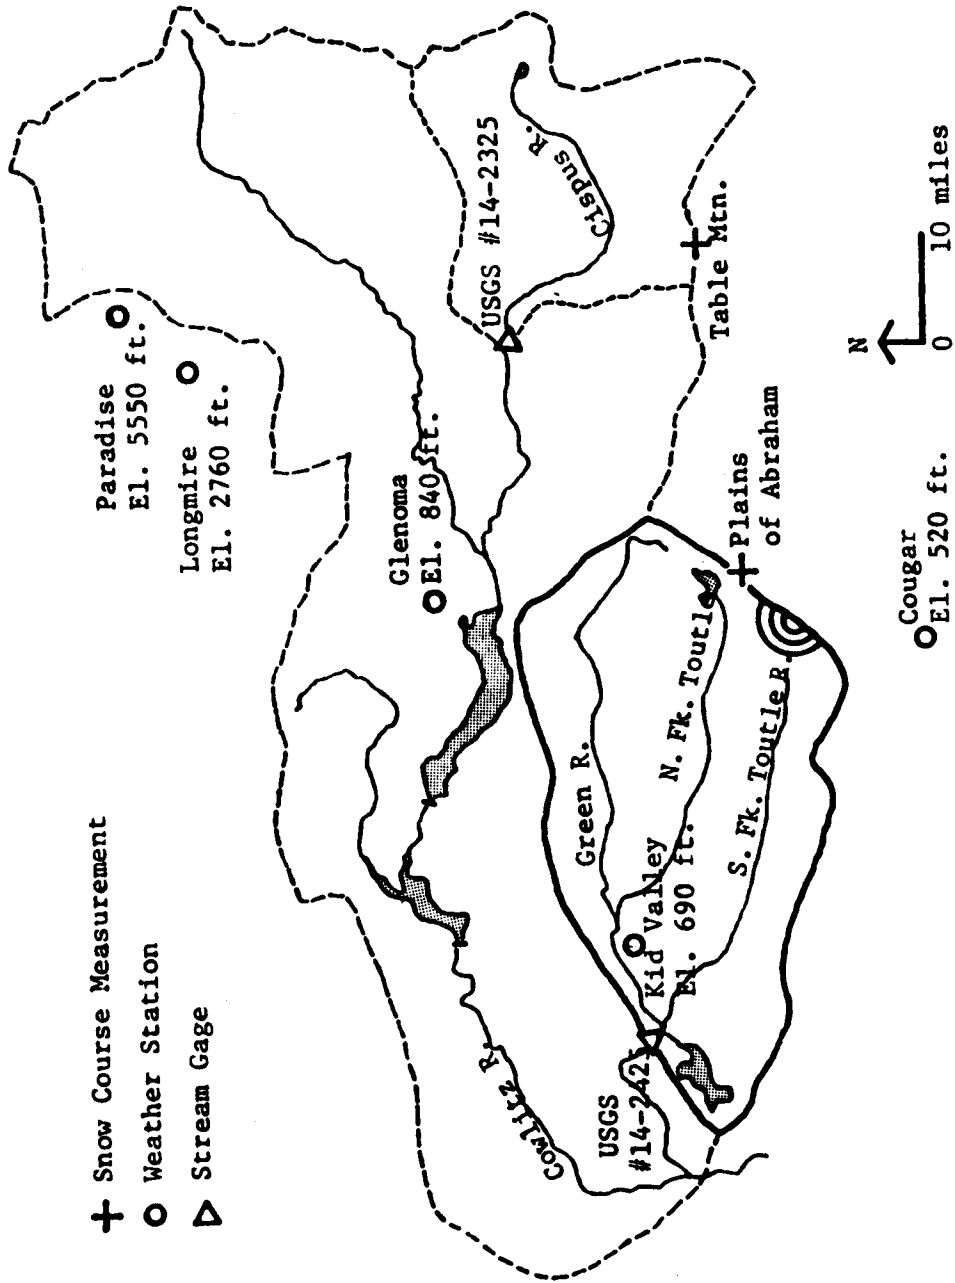 Snow Course Measurement
Weather Station
Stream Gage
Paradise
El. 5550 ft.
Longmire
El. 2760 ft.
Glenoma
El. 840 ft.
USGS #14-2325
Cispus R.
Cowlitz R.
Green R.
N. Fk. Toutle
S. Fk. Toutle R.
Kid Valley
El. 690 ft.
USGS
#14-2425
Table Mtn.
Plains
of Abraham
Cougar
El. 520 ft.
N
0 10 miles